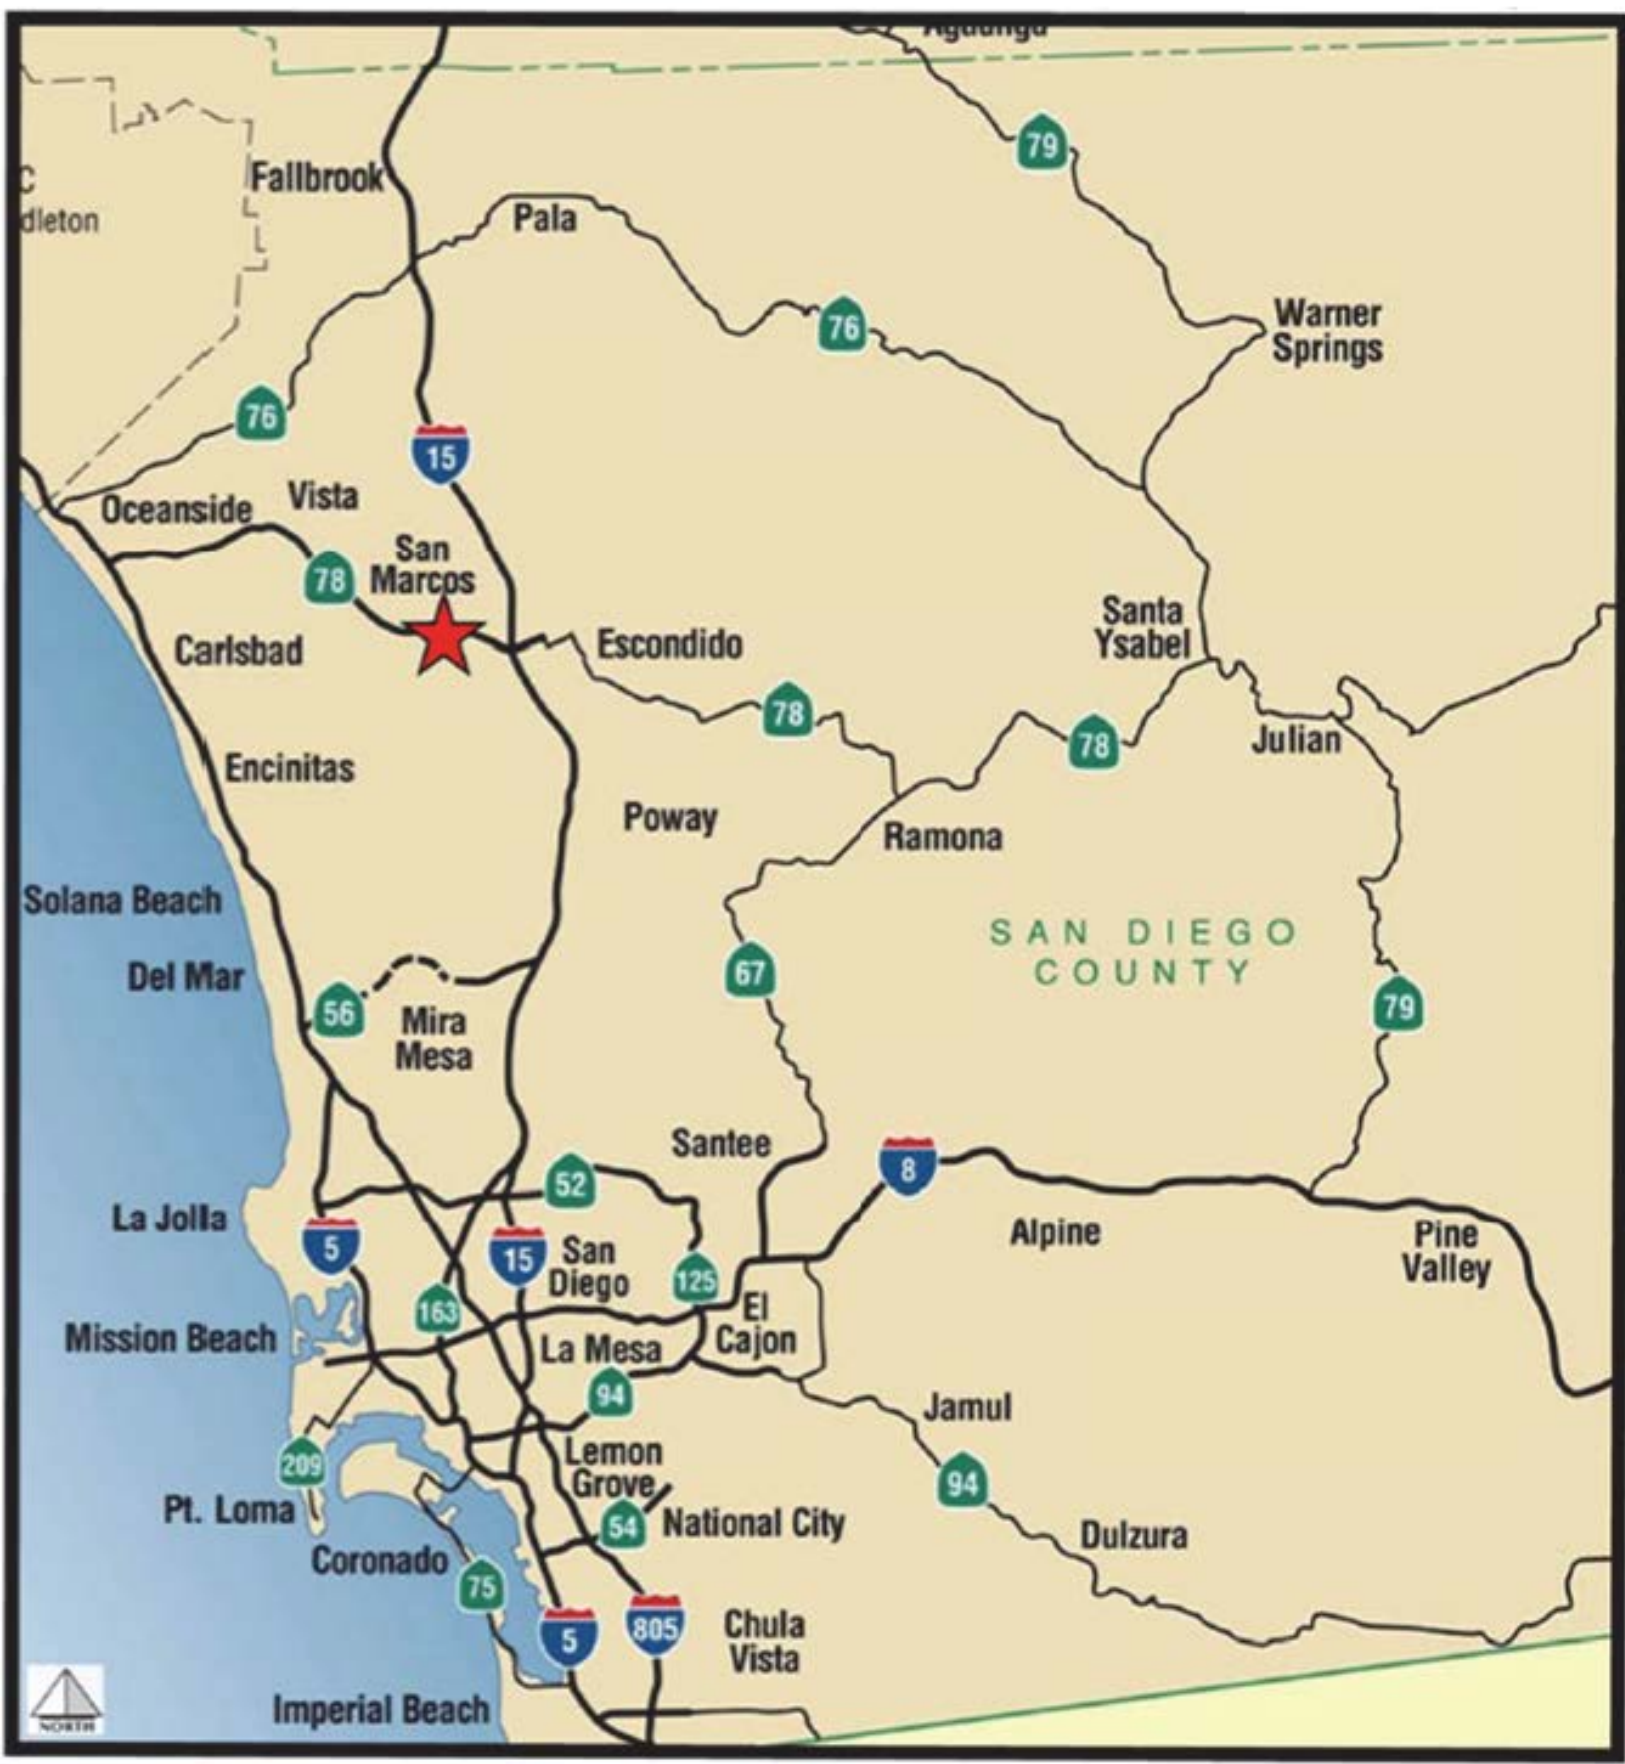 Aguanga
79
Fallbrook
C
dleton
Pala
76
Warner
Springs
76
15
Vista
Oceanside
San
Marcos
78
Santa
Ysabel
Carlsbad
Escondido
78
78
Julian
Encinitas
Poway
Ramona
Solana Beach
SAN DIEGO
COUNTY
Del Mar
67
56
79
Mira
Mesa
Santee
8
52
La Jolla
Alpine
Pine
Valley
5
15
San
Diego
125
163
El
Cajon
Mission Beach
La Mesa
94
Jamul
209
Lemon
Grove
94
Pt. Loma
54
National City
Dulzura
Coronado
75
5
805
Chula
Vista
Imperial Beach
NORTH